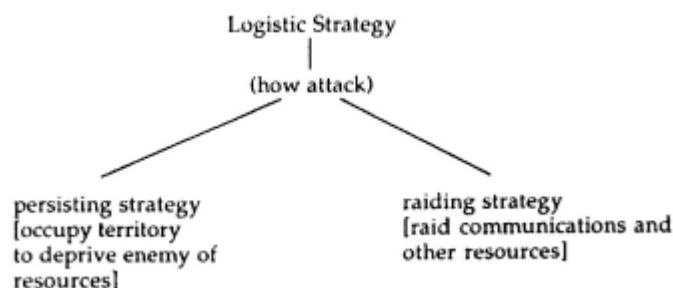 Logistic Strategy
(how attack)
persisting strategy
[occupy territory
to deprive enemy of
resources]
raiding strategy
[raid communications and
other resources]